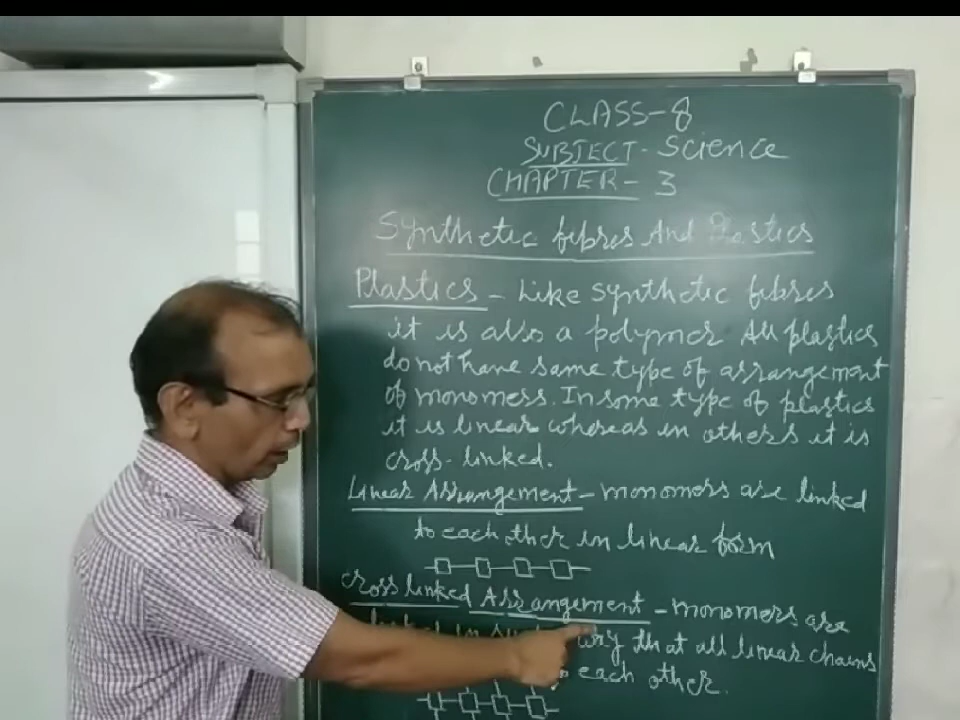 CLASS-8
SUBJECT- Science
CHAPTER- 3
Synthetic fibres And Plastics
Plastics - Like synthetic fibres
it is also a polymer All plastics
do not have same type of arrangement
of monomers. In some type of plastics
it is linear whereas in others it is
cross-linked.
Linear Arrangement - monomers are linked
to each other in linear form
Cross linked Arrangement - monomers are
linked in such way that all linear chains
each other.